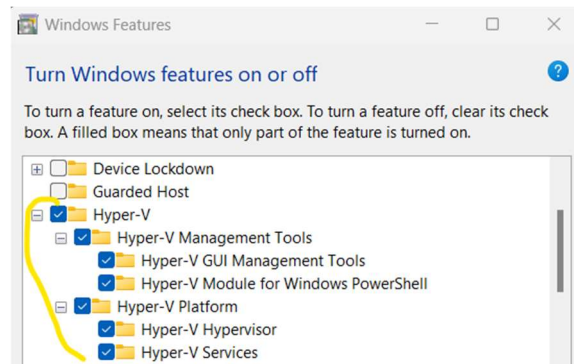 Windows Features
Turn Windows features on or off
To turn a feature on, select its check box. To turn a feature off, clear its check
box. A filled box means that only part of the feature is turned on.
Device Lockdown
Guarded Host
Hyper-V
Hyper-V Management Tools
Hyper-V GUI Management Tools
Hyper-V Module for Windows PowerShell
Hyper-V Platform
Hyper-V Hypervisor
Hyper-V Services